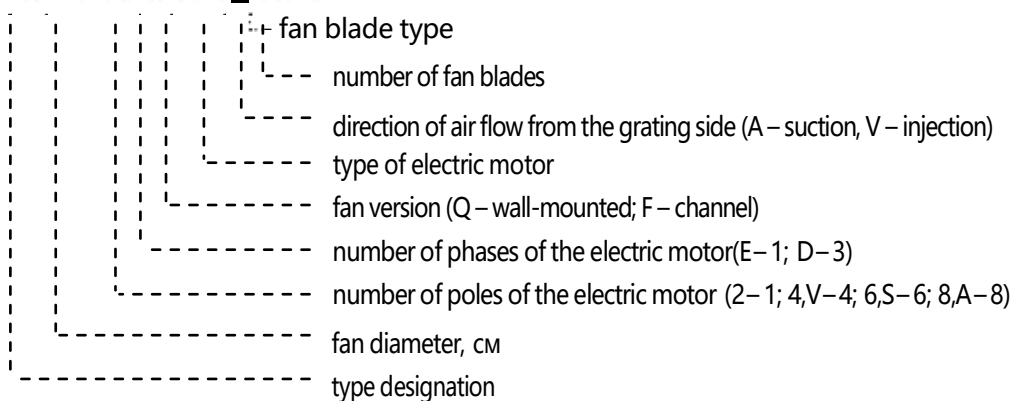 fan blade type
number of fan blades
direction of air flow from the grating side (A – suction, V – injection)
type of electric motor
fan version (Q – wall-mounted; F – channel)
number of phases of the electric motor(E– 1; D– 3)
number of poles of the electric motor (2– 1; 4,V– 4; 6,S– 6; 8,A– 8)
fan diameter, см
type designation